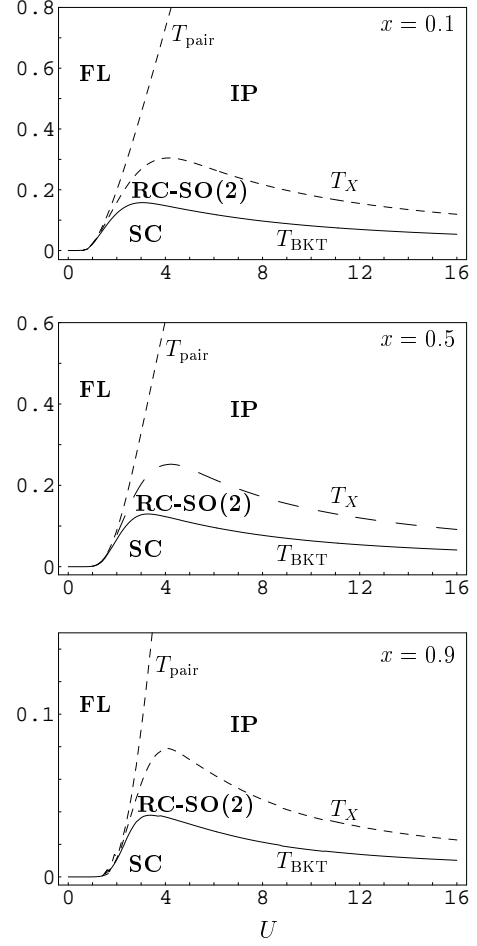 0.8
T_pair
x = 0.1
FL
0.6
IP
0.4
T_X
0.2
RC-SO(2)
SC
T_BKT
0
0 4 8 12 16
0.6
x = 0.5
T_pair
FL
IP
0.4
0.2
RC-SO(2)
T_X
SC
T_BKT
0
0 4 8 12 16
x = 0.9
T_pair
FL
IP
0.1
RC-SO(2)
T_X
SC
T_BKT
0
0 4 8 12 16
U